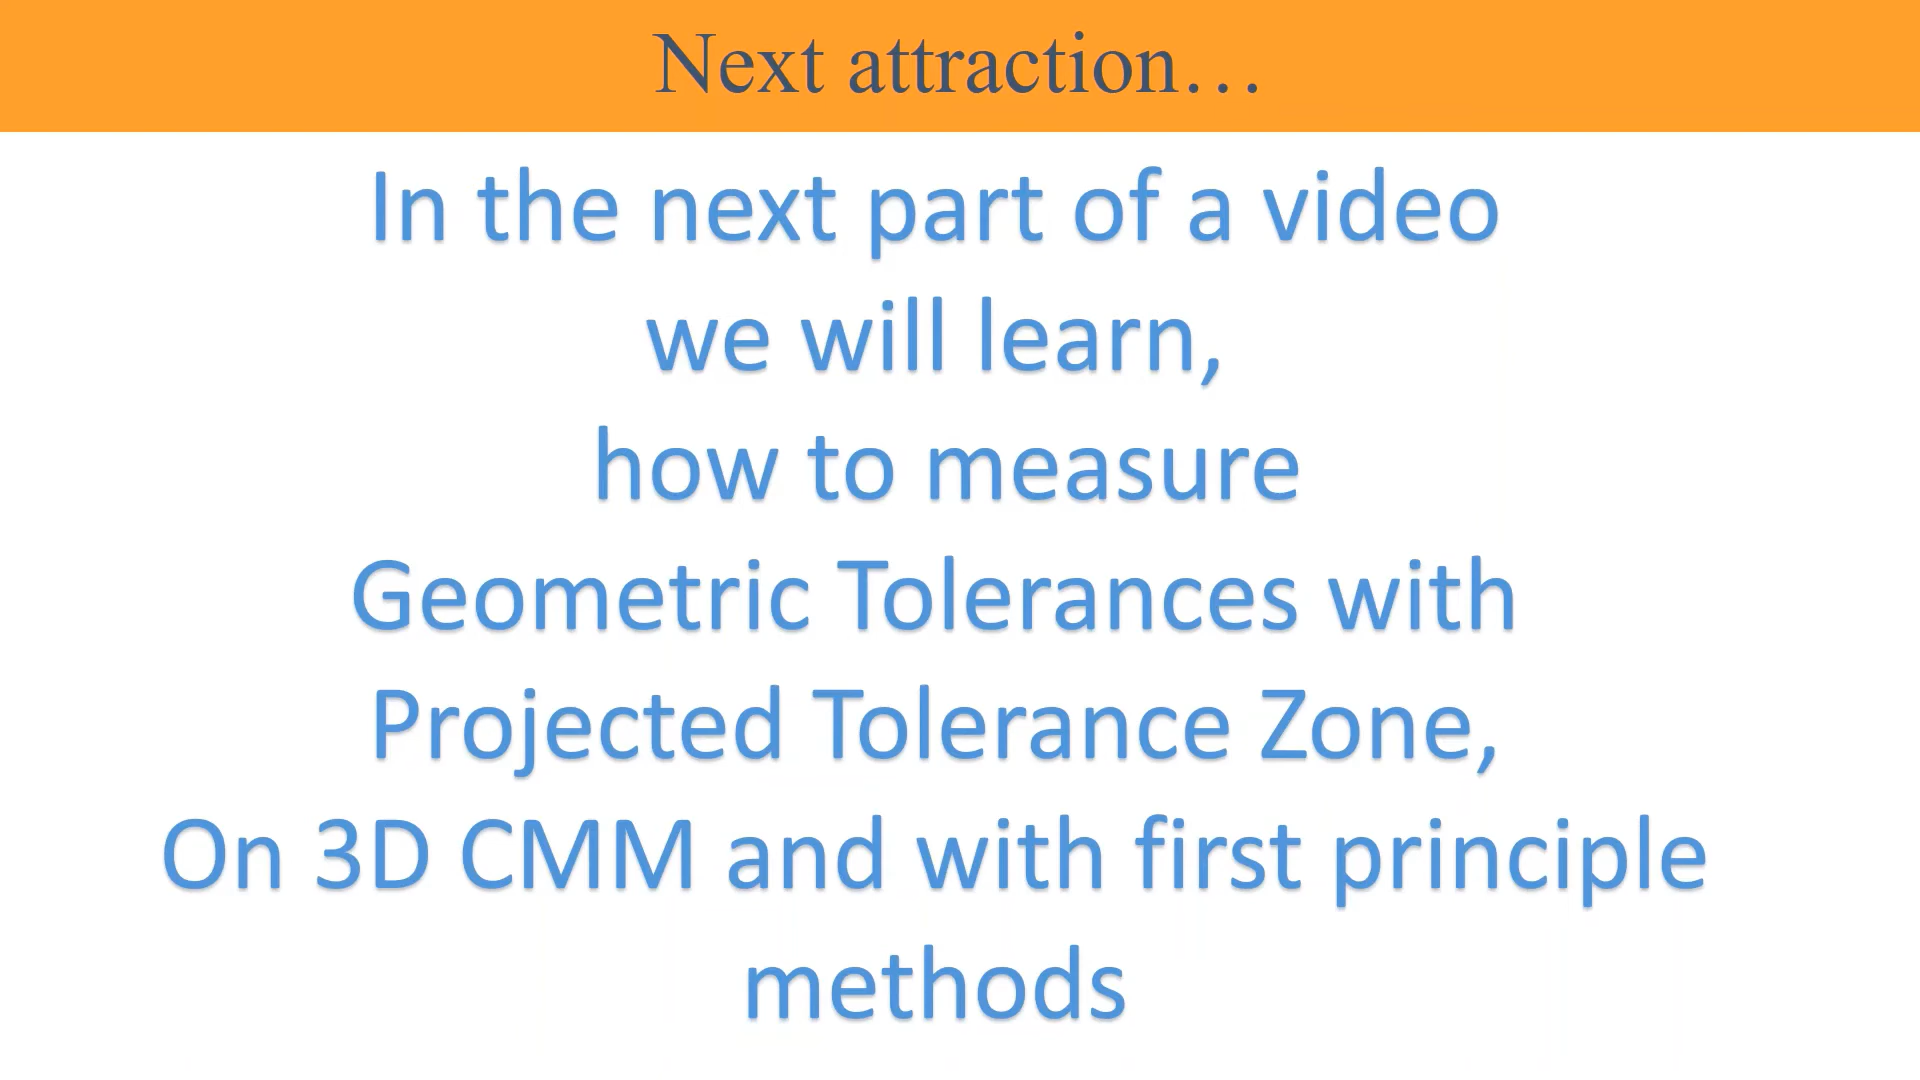 Next attraction…
In the next part of a video
we will learn,
how to measure
Geometric Tolerances with
Projected Tolerance Zone,
On 3D CMM and with first principle
methods